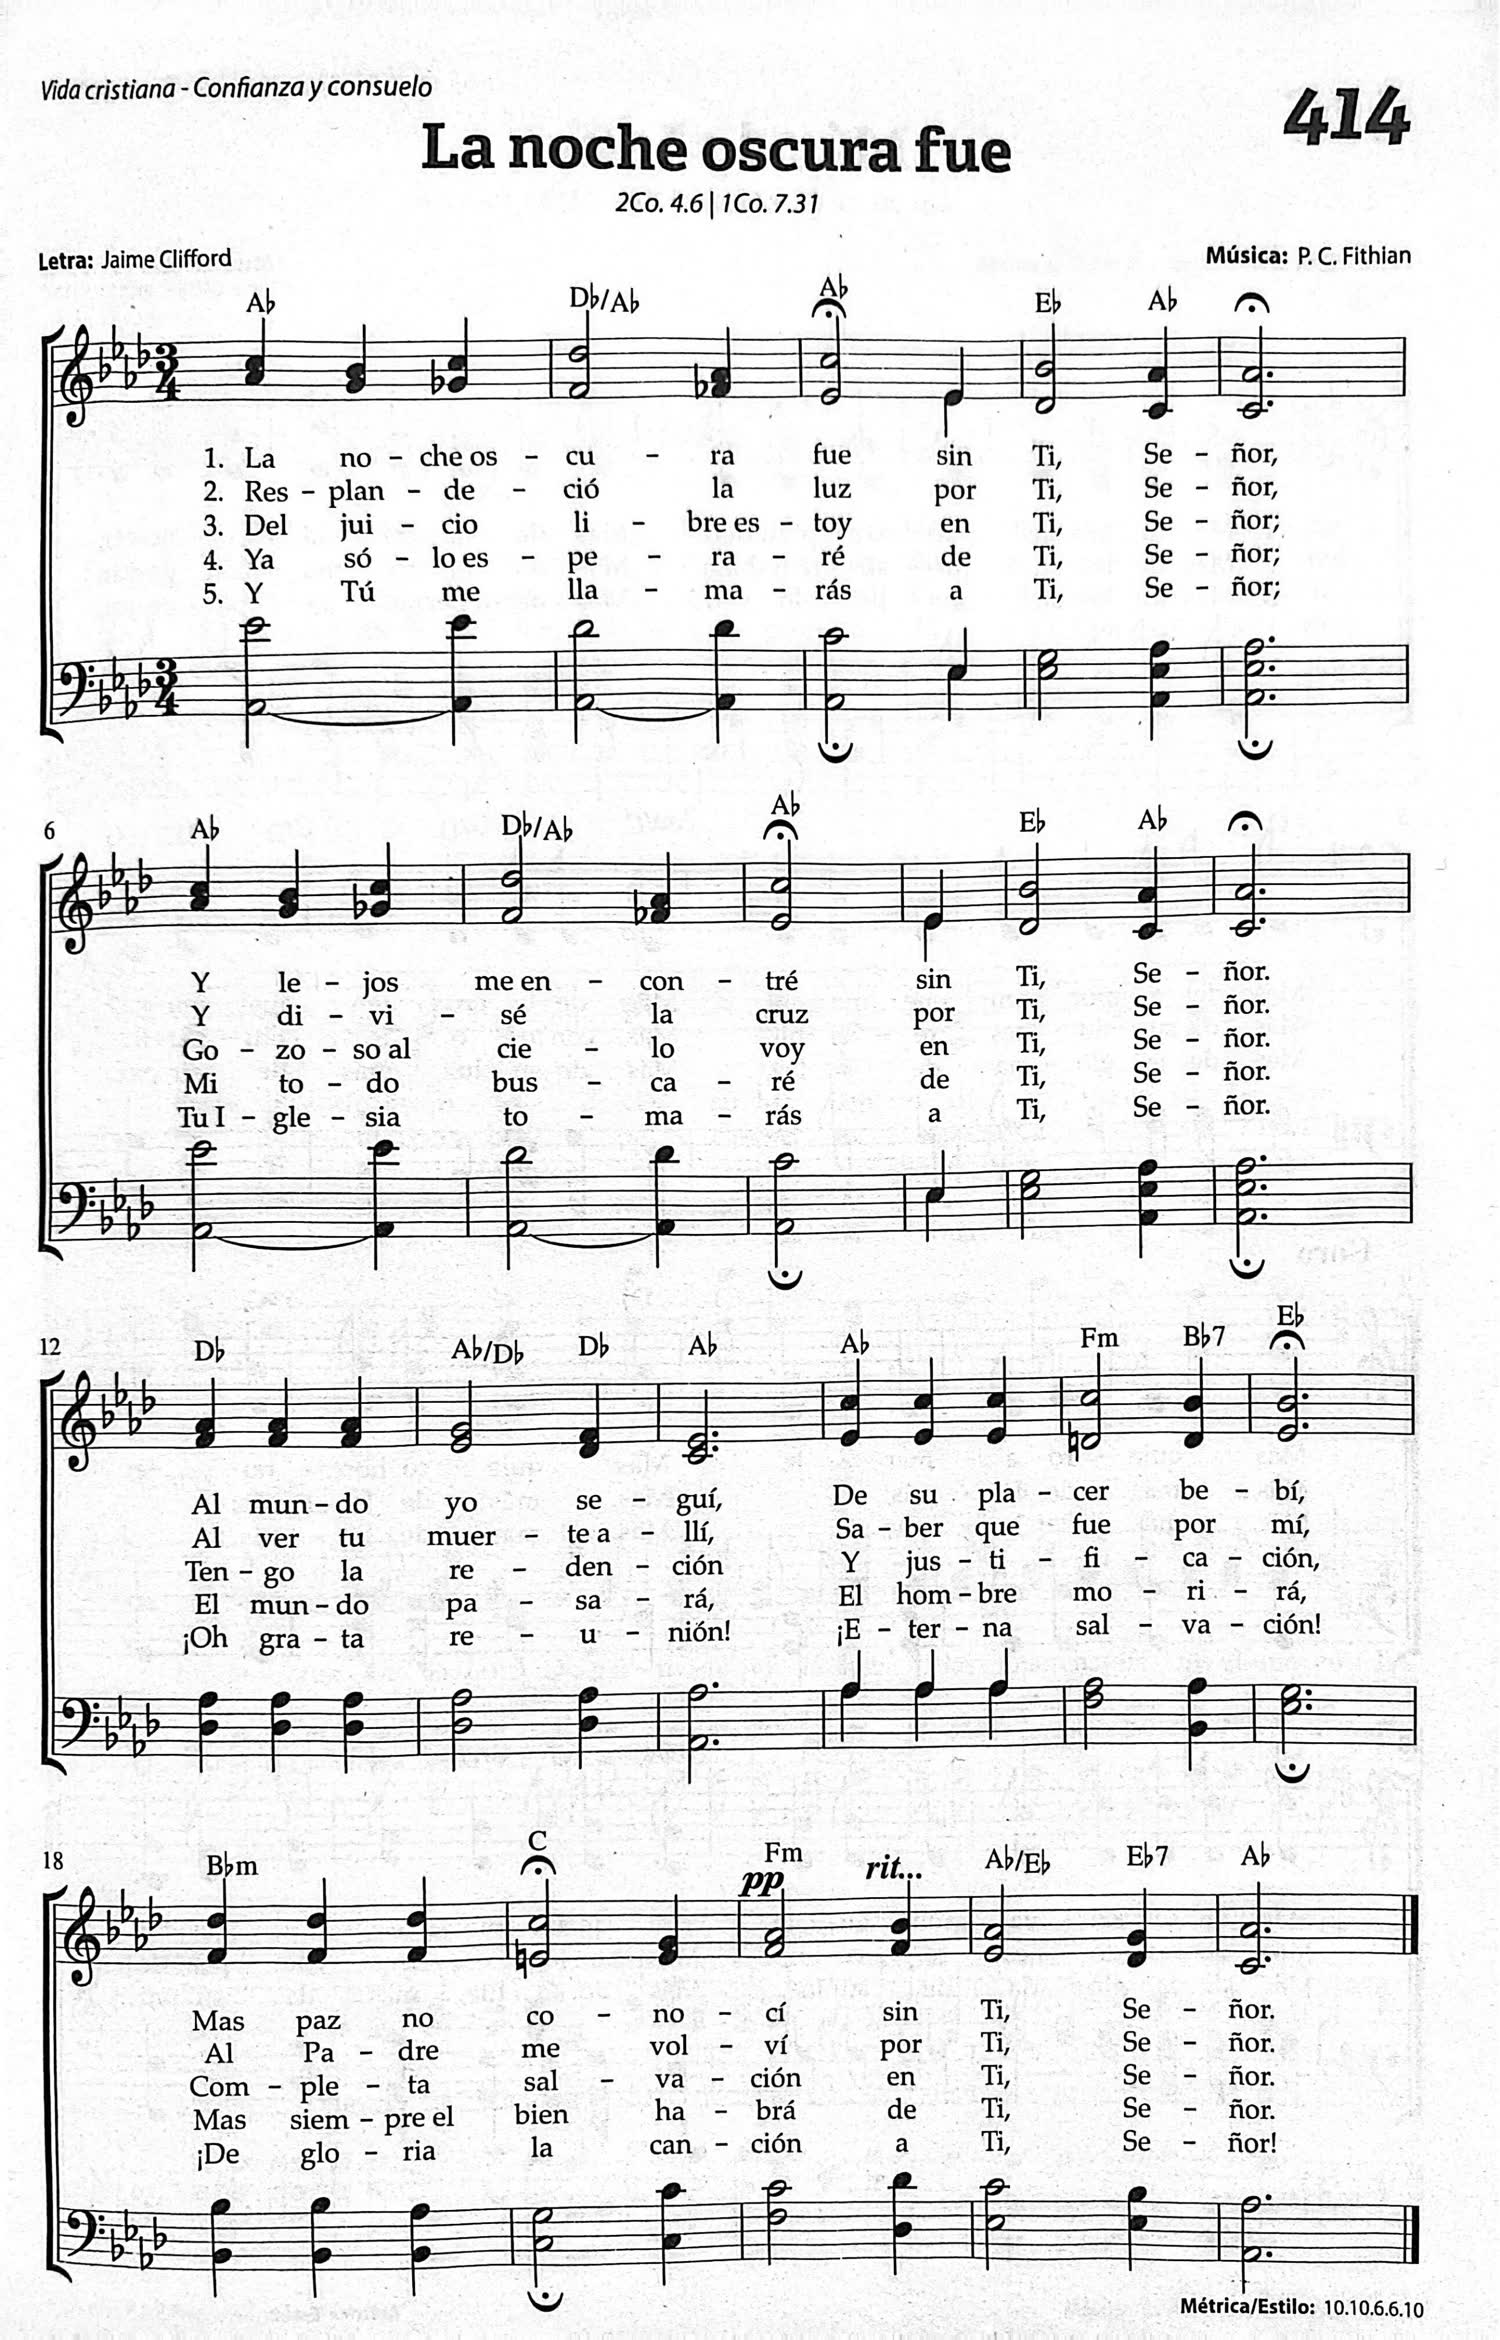 Vida cristiana - Confianza y consuelo
414
La noche oscura fue
2Co. 4.6 | 1Co. 7.31
Letra: Jaime Clifford
Música: P. C. Fithian
A♭ D♭/A♭ A♭ E♭ A♭
3/4
1. La no – che os – cu – ra fue sin Ti, Se – ñor,
2. Res – plan – de – ció la luz por Ti, Se – ñor,
3. Del jui – cio li – bre es – toy en Ti, Se – ñor;
4. Ya só – lo es – pe – ra – ré de Ti, Se – ñor;
5. Y Tú me lla – ma – rás a Ti, Se – ñor;
3/4
6
A♭ D♭/A♭ A♭ E♭ A♭
Y le – jos me en – con – tré sin Ti, Se – ñor.
Y di – vi – sé la cruz por Ti, Se – ñor.
Go – zo – so al cie – lo voy en Ti, Se – ñor.
Mi to – do bus – ca – ré de Ti, Se – ñor.
Tu I – gle – sia to – ma – rás a Ti, Se – ñor.
12
D♭ A♭/D♭ D♭ A♭ A♭ Fm B♭7 E♭
Al mun – do yo se – guí, De su pla – cer be – bí,
Al ver tu muer – te a – llí, Sa – ber que fue por mí,
Ten – go la re – den – ción Y jus – ti – fi – ca – ción,
El mun – do pa – sa – rá, El hom – bre mo – ri – rá,
¡Oh gra – ta re – u – nión! ¡E – ter – na sal – va – ción!
18
B♭m C Fm A♭/E♭ E♭7 A♭
pp rit...
Mas paz no co – no – cí sin Ti, Se – ñor.
Al Pa – dre me vol – ví por Ti, Se – ñor.
Com – ple – ta sal – va – ción en Ti, Se – ñor.
Mas siem – pre el bien ha – brá de Ti, Se – ñor.
¡De glo – ria la can – ción a Ti, Se – ñor!
Métrica/Estilo: 10.10.6.6.10